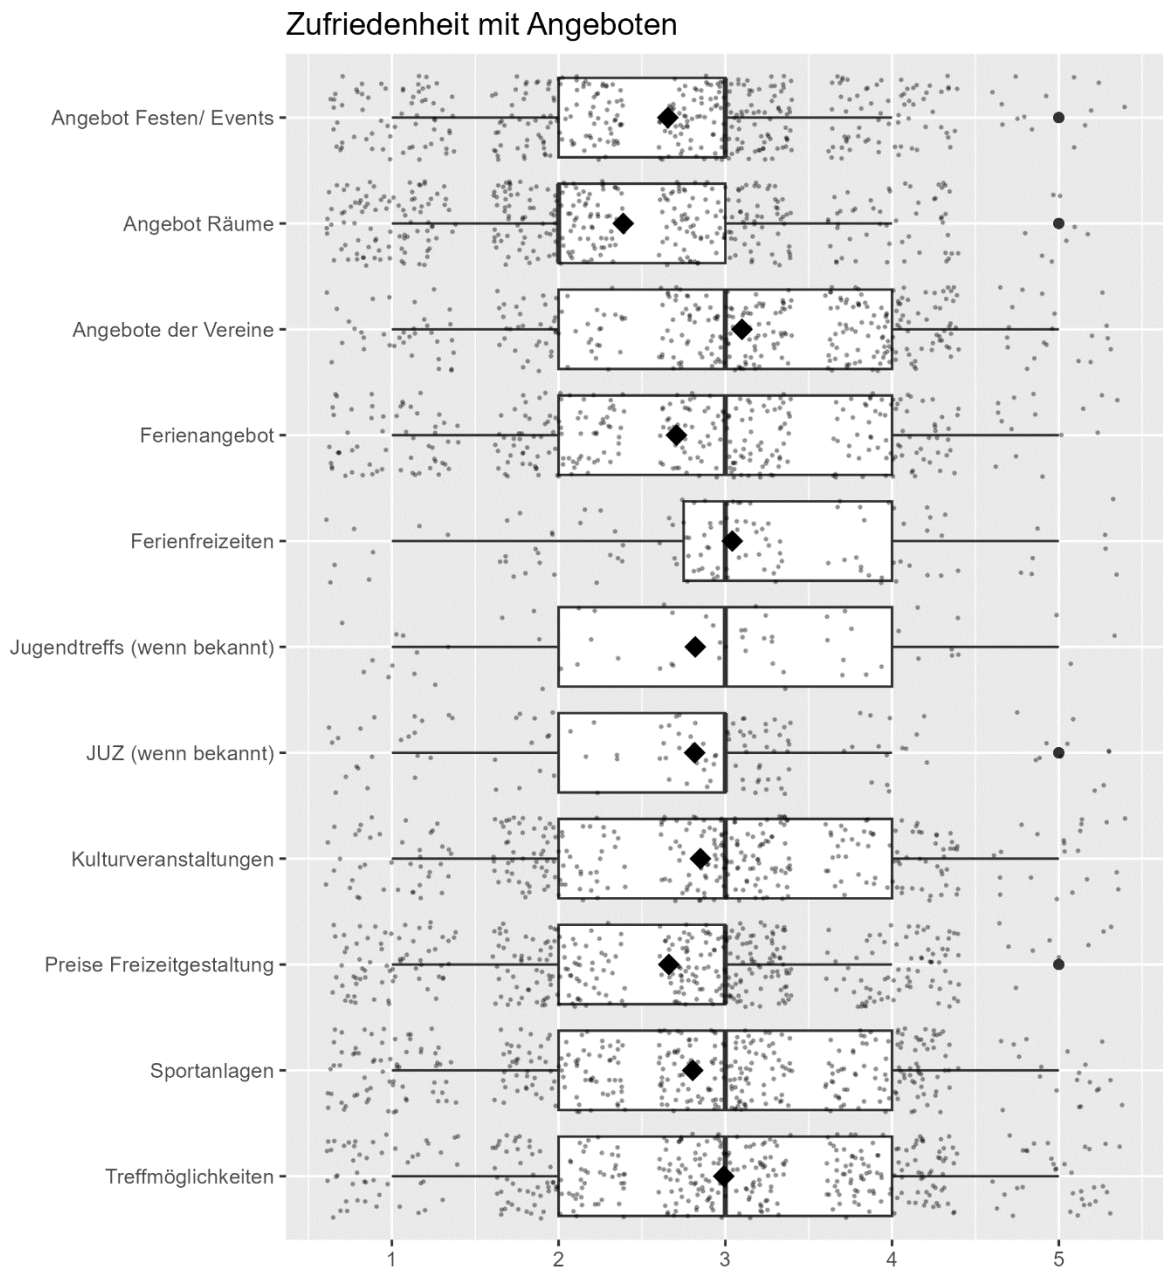 Zufriedenheit mit Angeboten
Angebot Festen/ Events
Angebot Räume
Angebote der Vereine
Ferienangebot
Ferienfreizeiten
Jugendtreffs (wenn bekannt)
JUZ (wenn bekannt)
Kulturveranstaltungen
Preise Freizeitgestaltung
Sportanlagen
Treffmöglichkeiten
1 2 3 4 5